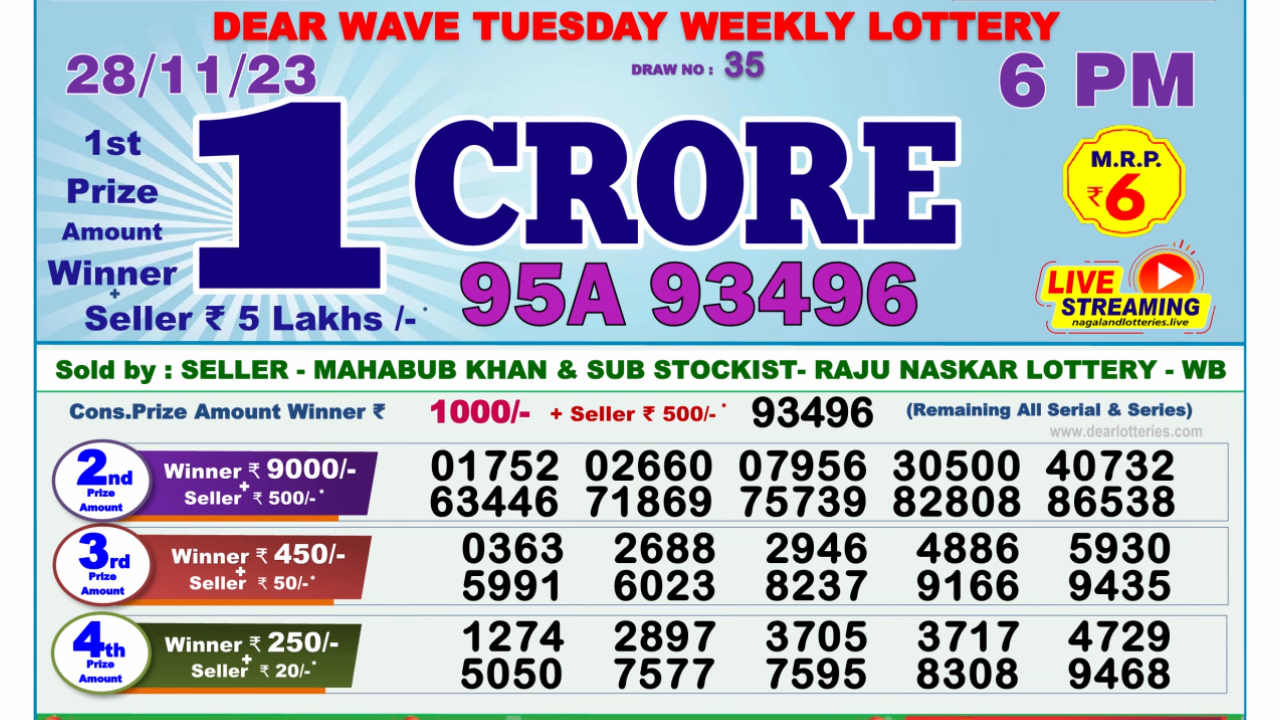 DEAR WAVE TUESDAY WEEKLY LOTTERY
28/11/23
DRAW NO : 35
6 PM
1st
Prize
Amount
Winner
+
Seller ₹ 5 Lakhs /-*
1 CRORE
95A 93496
M.R.P.
₹6
LIVE
STREAMING
nagalandlotteries.live
Sold by : SELLER - MAHABUB KHAN & SUB STOCKIST- RAJU NASKAR LOTTERY - WB
Cons.Prize Amount Winner ₹ 1000/- + Seller ₹ 500/-* 93496 (Remaining All Serial & Series)
www.dearlotteries.com
2nd
Prize
Amount
Winner ₹ 9000/-
+
Seller ₹ 500/-*
01752 02660 07956 30500 40732
63446 71869 75739 82808 86538
3rd
Prize
Amount
Winner ₹ 450/-
+
Seller ₹ 50/-*
0363 2688 2946 4886 5930
5991 6023 8237 9166 9435
4th
Prize
Amount
Winner ₹ 250/-
+
Seller ₹ 20/-*
1274 2897 3705 3717 4729
5050 7577 7595 8308 9468